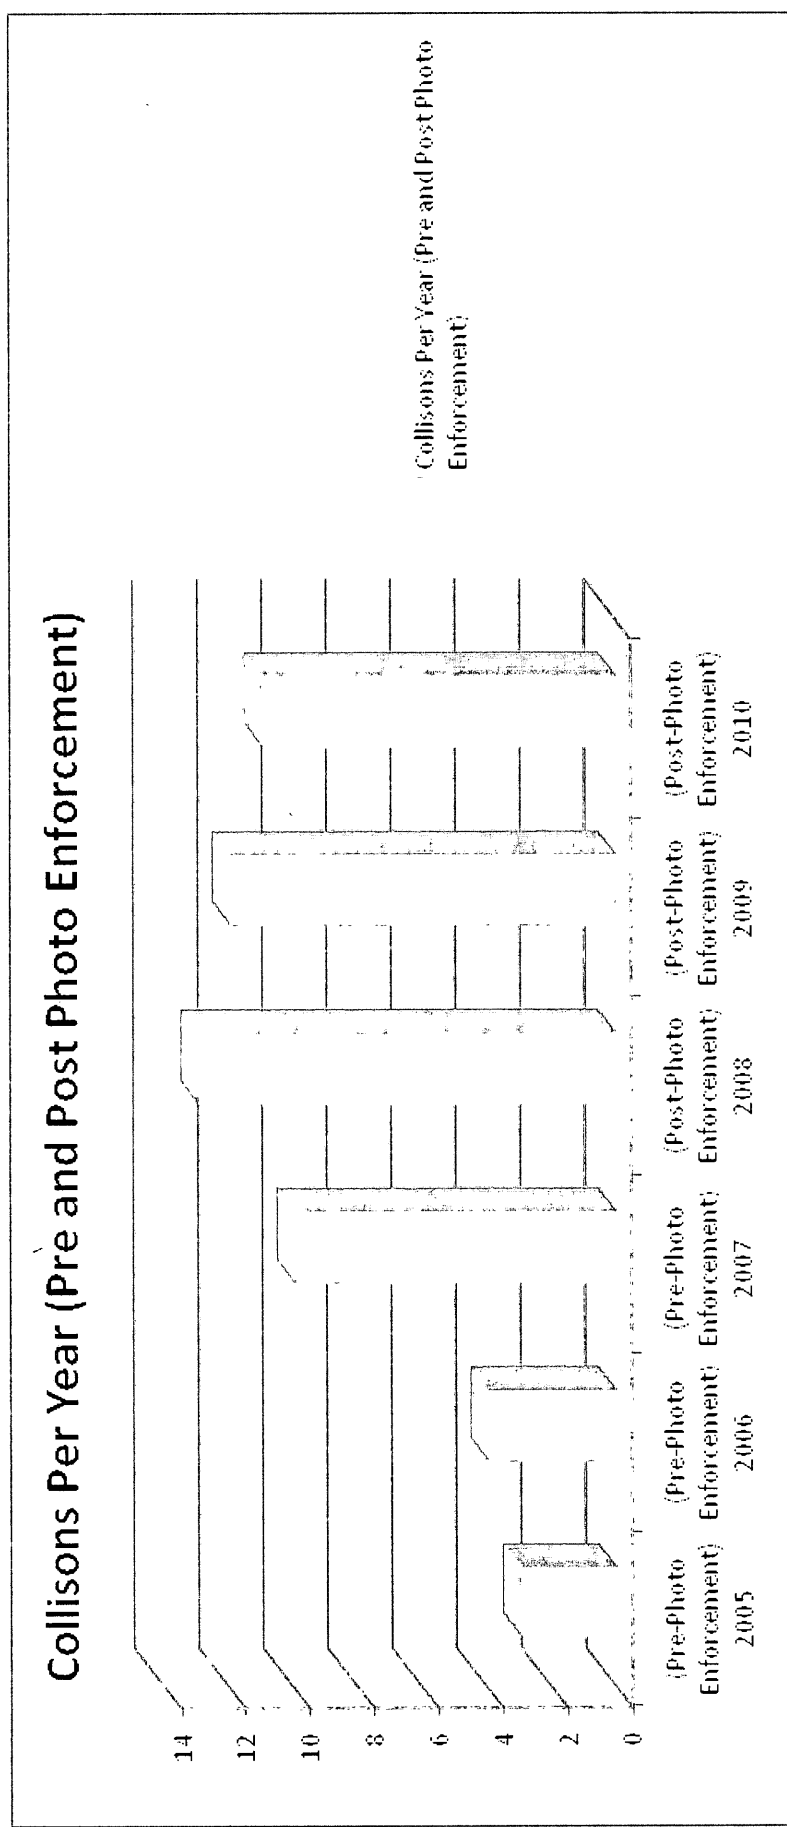 Collisons Per Year (Pre and Post Photo Enforcement)
14
12
10
8
6
4
2
0
(Pre-Photo
Enforcement)
2005
(Pre-Photo
Enforcement)
2006
(Pre-Photo
Enforcement)
2007
(Post-Photo
Enforcement)
2008
(Post-Photo
Enforcement)
2009
(Post-Photo
Enforcement)
2010
Collisons Per Year (Pre and Post Photo
Enforcement)